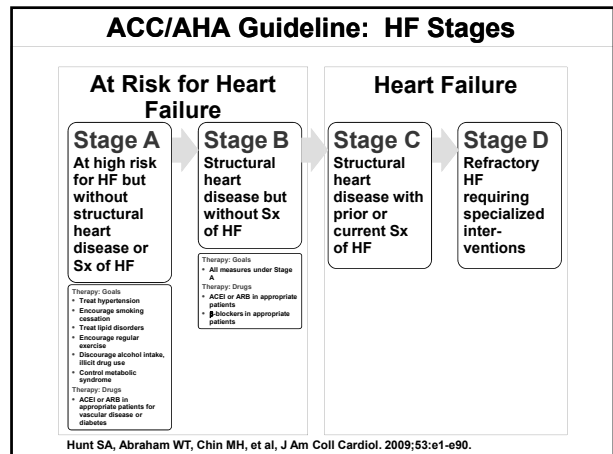 ACC/AHA Guideline: HF Stages
At Risk for Heart
Failure
Stage A
At high risk
for HF but
without
structural
heart
disease or
Sx of HF
Therapy: Goals
• Treat hypertension
• Encourage smoking
cessation
• Treat lipid disorders
• Encourage regular
exercise
• Discourage alcohol intake,
illicit drug use
• Control metabolic
syndrome
Therapy: Drugs
• ACEI or ARB in
appropriate patients for
vascular disease or
diabetes
Stage B
Structural
heart
disease but
without Sx
of HF
Therapy: Goals
• All measures under Stage
A
Therapy: Drugs
• ACEI or ARB in appropriate
patients
• β-blockers in appropriate
patients
Heart Failure
Stage C
Structural
heart
disease with
prior or
current Sx
of HF
Stage D
Refractory
HF
requiring
specialized
inter-
ventions
Hunt SA, Abraham WT, Chin MH, et al, J Am Coll Cardiol. 2009;53:e1-e90.